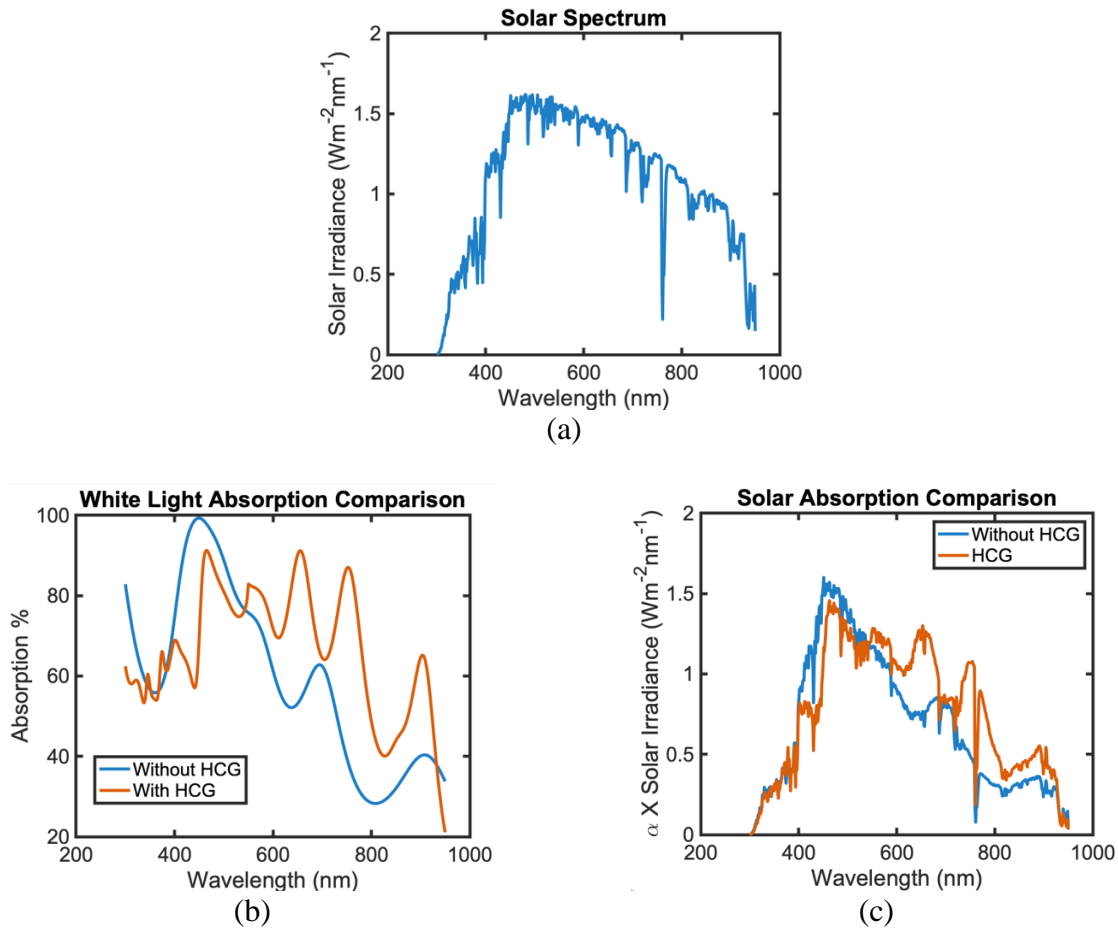 Solar Spectrum
Solar Irradiance (Wm-2nm-1)
2
1.5
1
0.5
0
200 400 600 800 1000
Wavelength (nm)
(a)
White Light Absorption Comparison
Absorption %
100
80
60
40
20
Without HCG
With HCG
200 400 600 800 1000
Wavelength (nm)
(b)
Solar Absorption Comparison
α X Solar Irradiance (Wm-2nm-1)
2
1.5
1
0.5
0
Without HCG
HCG
200 400 600 800 1000
Wavelength (nm)
(c)